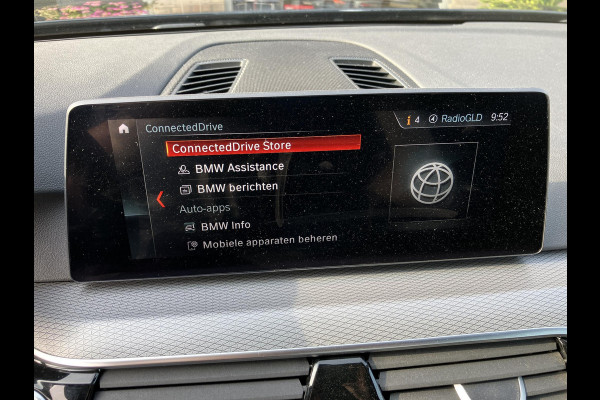 ConnectedDrive
i 4 RadioGLD 9:52
ConnectedDrive Store
BMW Assistance
BMW berichten
Auto-apps
BMW Info
Mobiele apparaten beheren